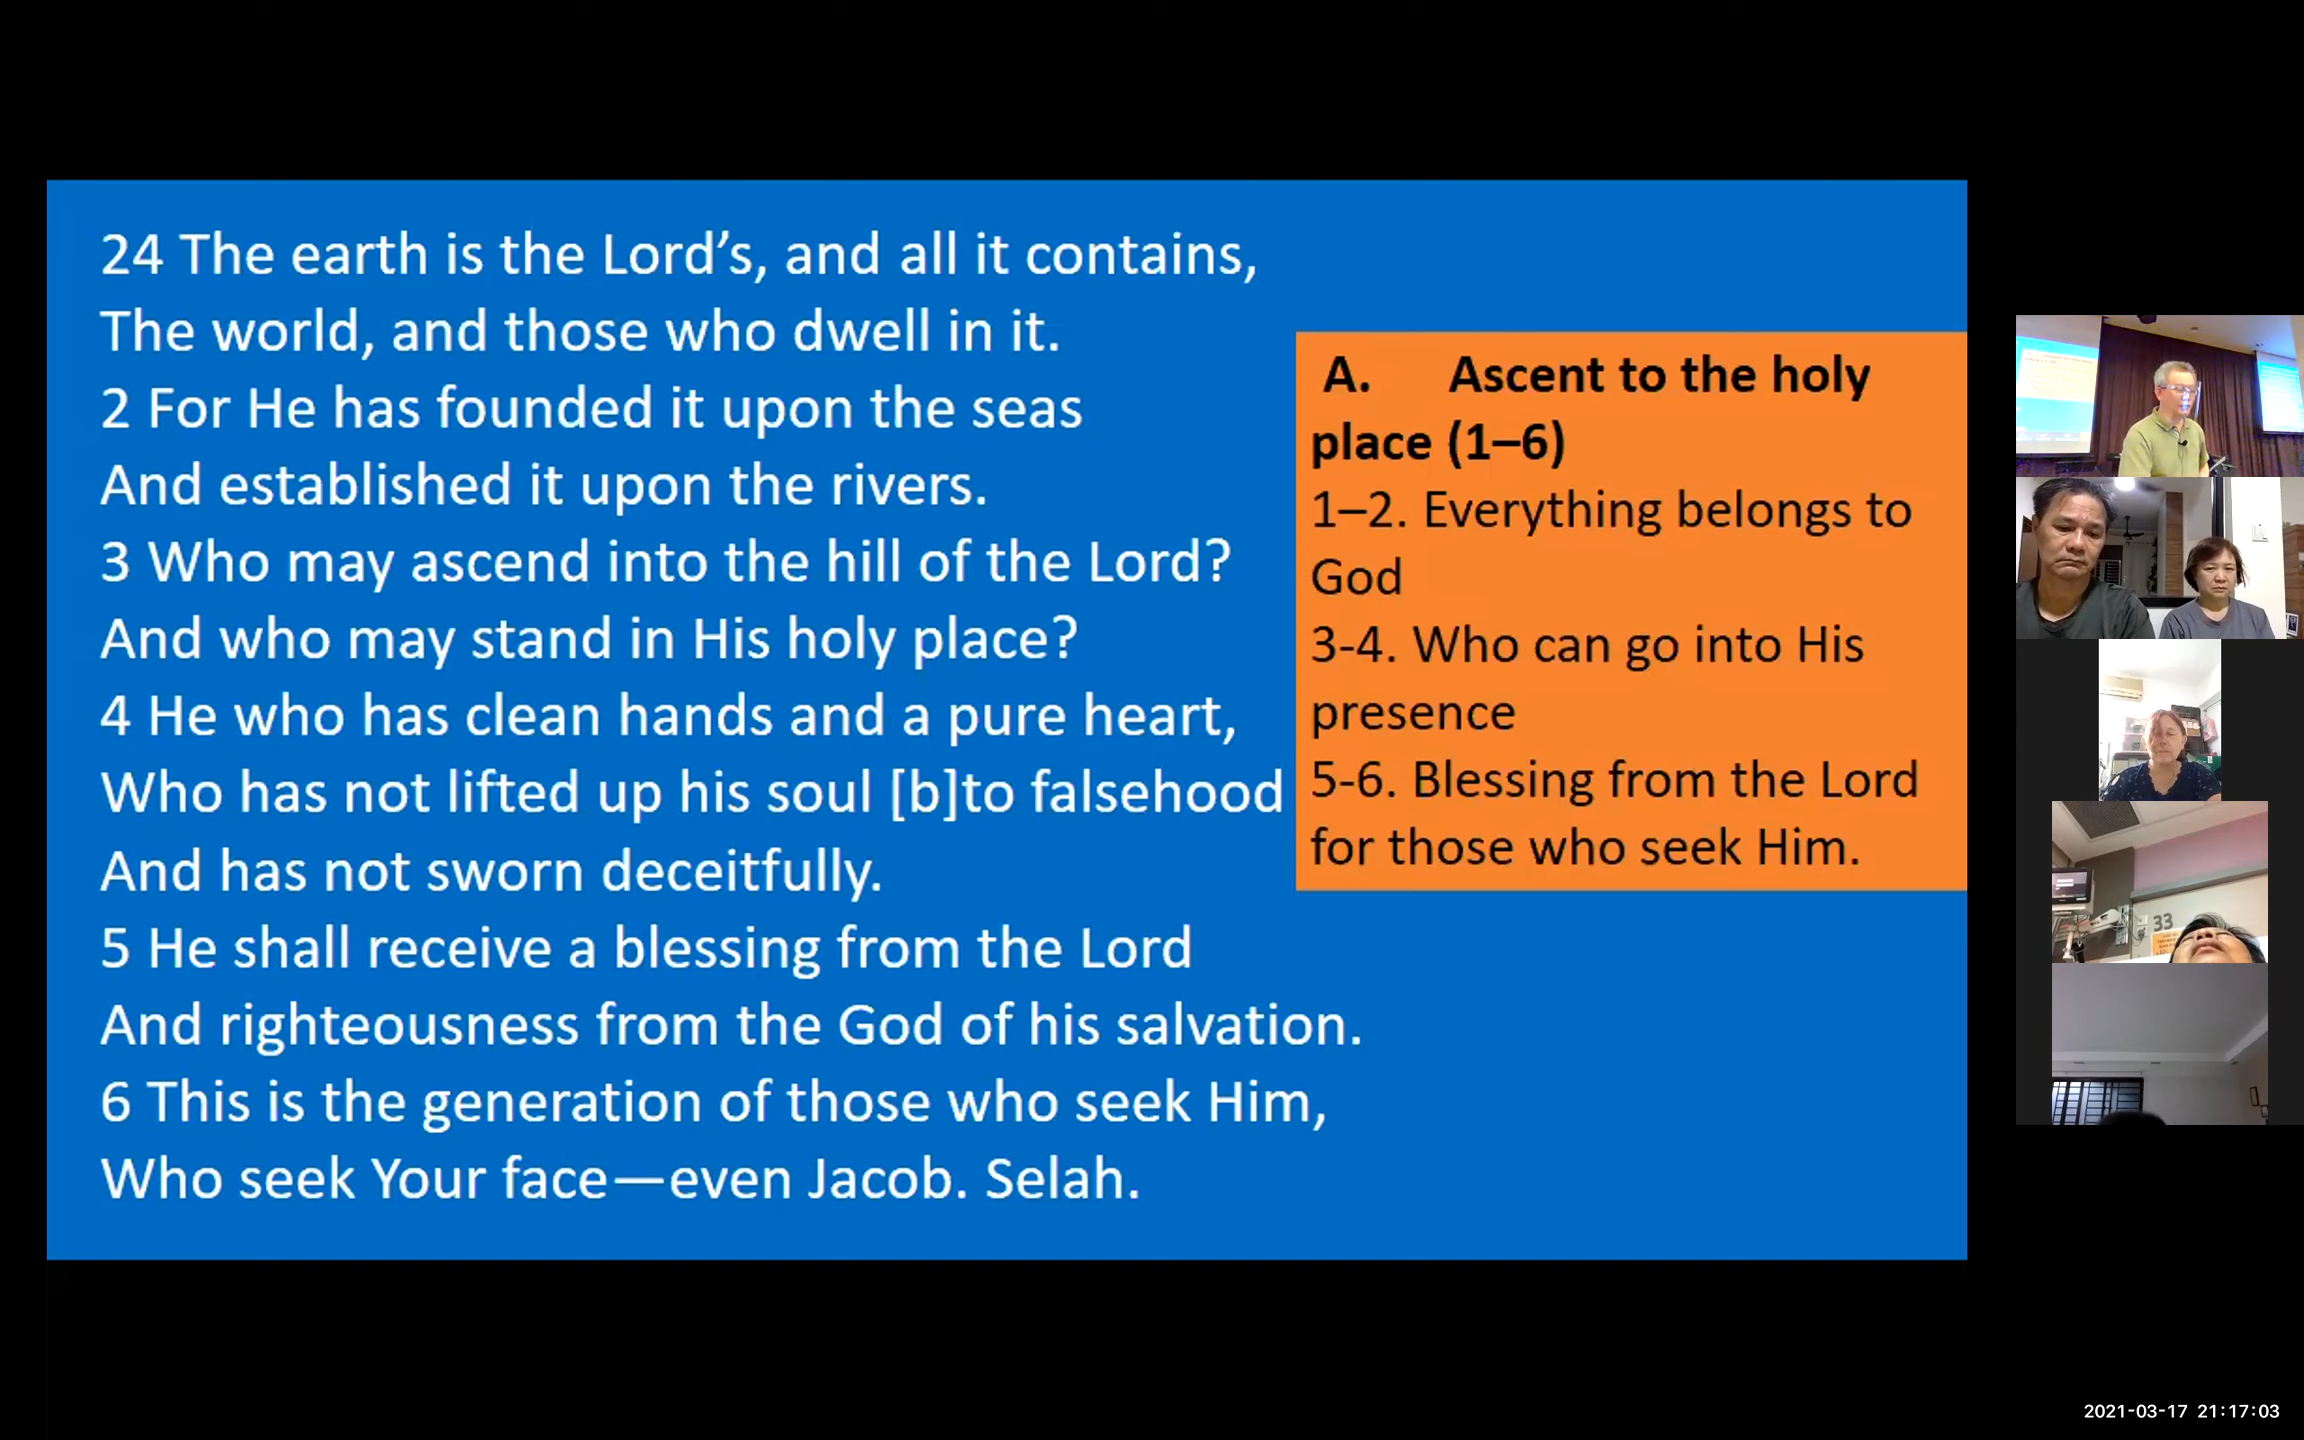 24 The earth is the Lord’s, and all it contains,
The world, and those who dwell in it.
2 For He has founded it upon the seas
And established it upon the rivers.
3 Who may ascend into the hill of the Lord?
And who may stand in His holy place?
4 He who has clean hands and a pure heart,
Who has not lifted up his soul [b]to falsehood
And has not sworn deceitfully.
5 He shall receive a blessing from the Lord
And righteousness from the God of his salvation.
6 This is the generation of those who seek Him,
Who seek Your face—even Jacob. Selah.
A. Ascent to the holy
place (1–6)
1–2. Everything belongs to
God
3-4. Who can go into His
presence
5-6. Blessing from the Lord
for those who seek Him.
33
2021-03-17 21:17:03